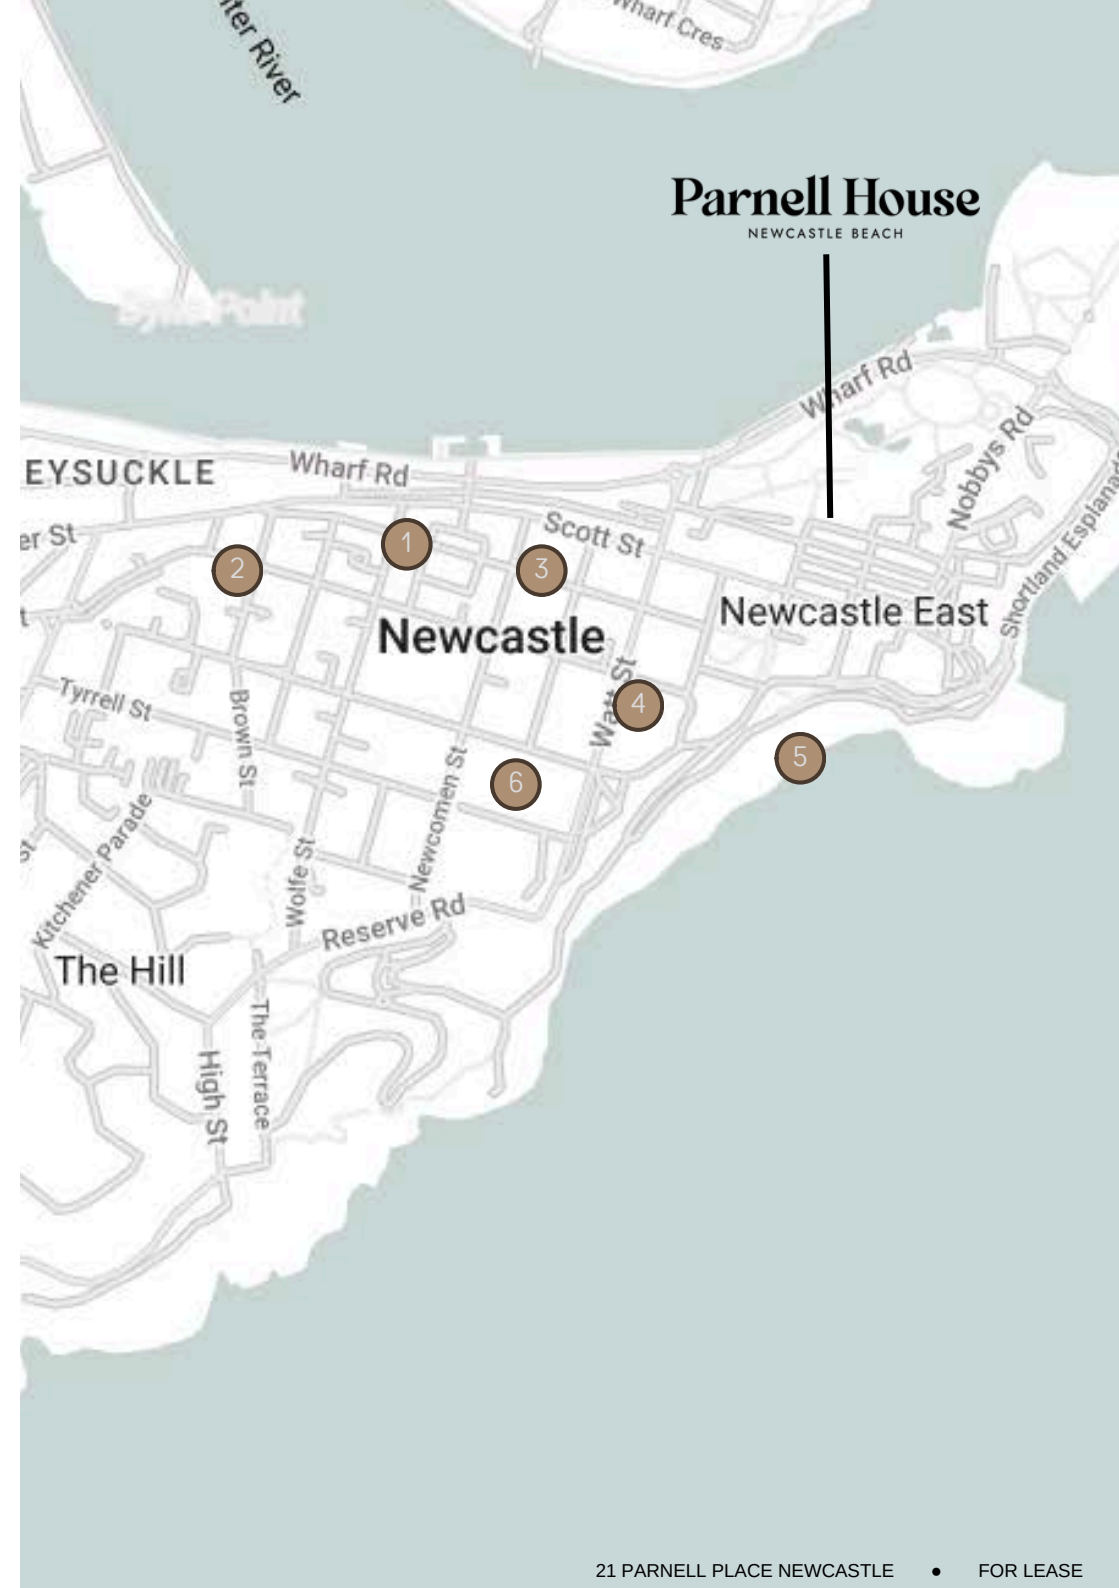 Wharf Cres
ter River
Parnell House
NEWCASTLE BEACH
Point
Wharf Rd
Nobbys Rd
EYSUCKLE
Wharf Rd
er St
Scott St
Shortland Esplanad
1
2
3
Newcastle East
Newcastle
Tyrrell St
Brown St
Watt St
4
5
6
Newcomen St
Kitchener Parade
Wolfe St
Reserve Rd
The Hill
The Terrace
High St
21 PARNELL PLACE NEWCASTLE ● FOR LEASE